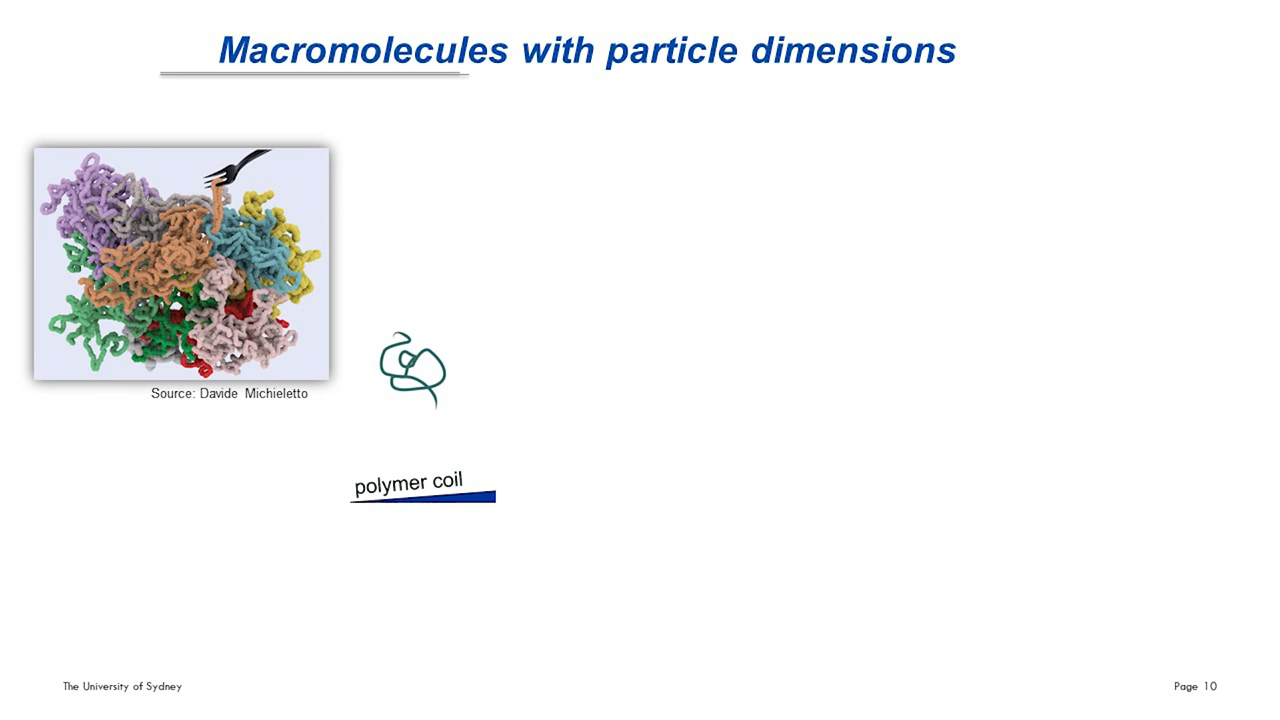 Macromolecules with particle dimensions
Source: Davide Michieletto
polymer coil
The University of Sydney
Page 10